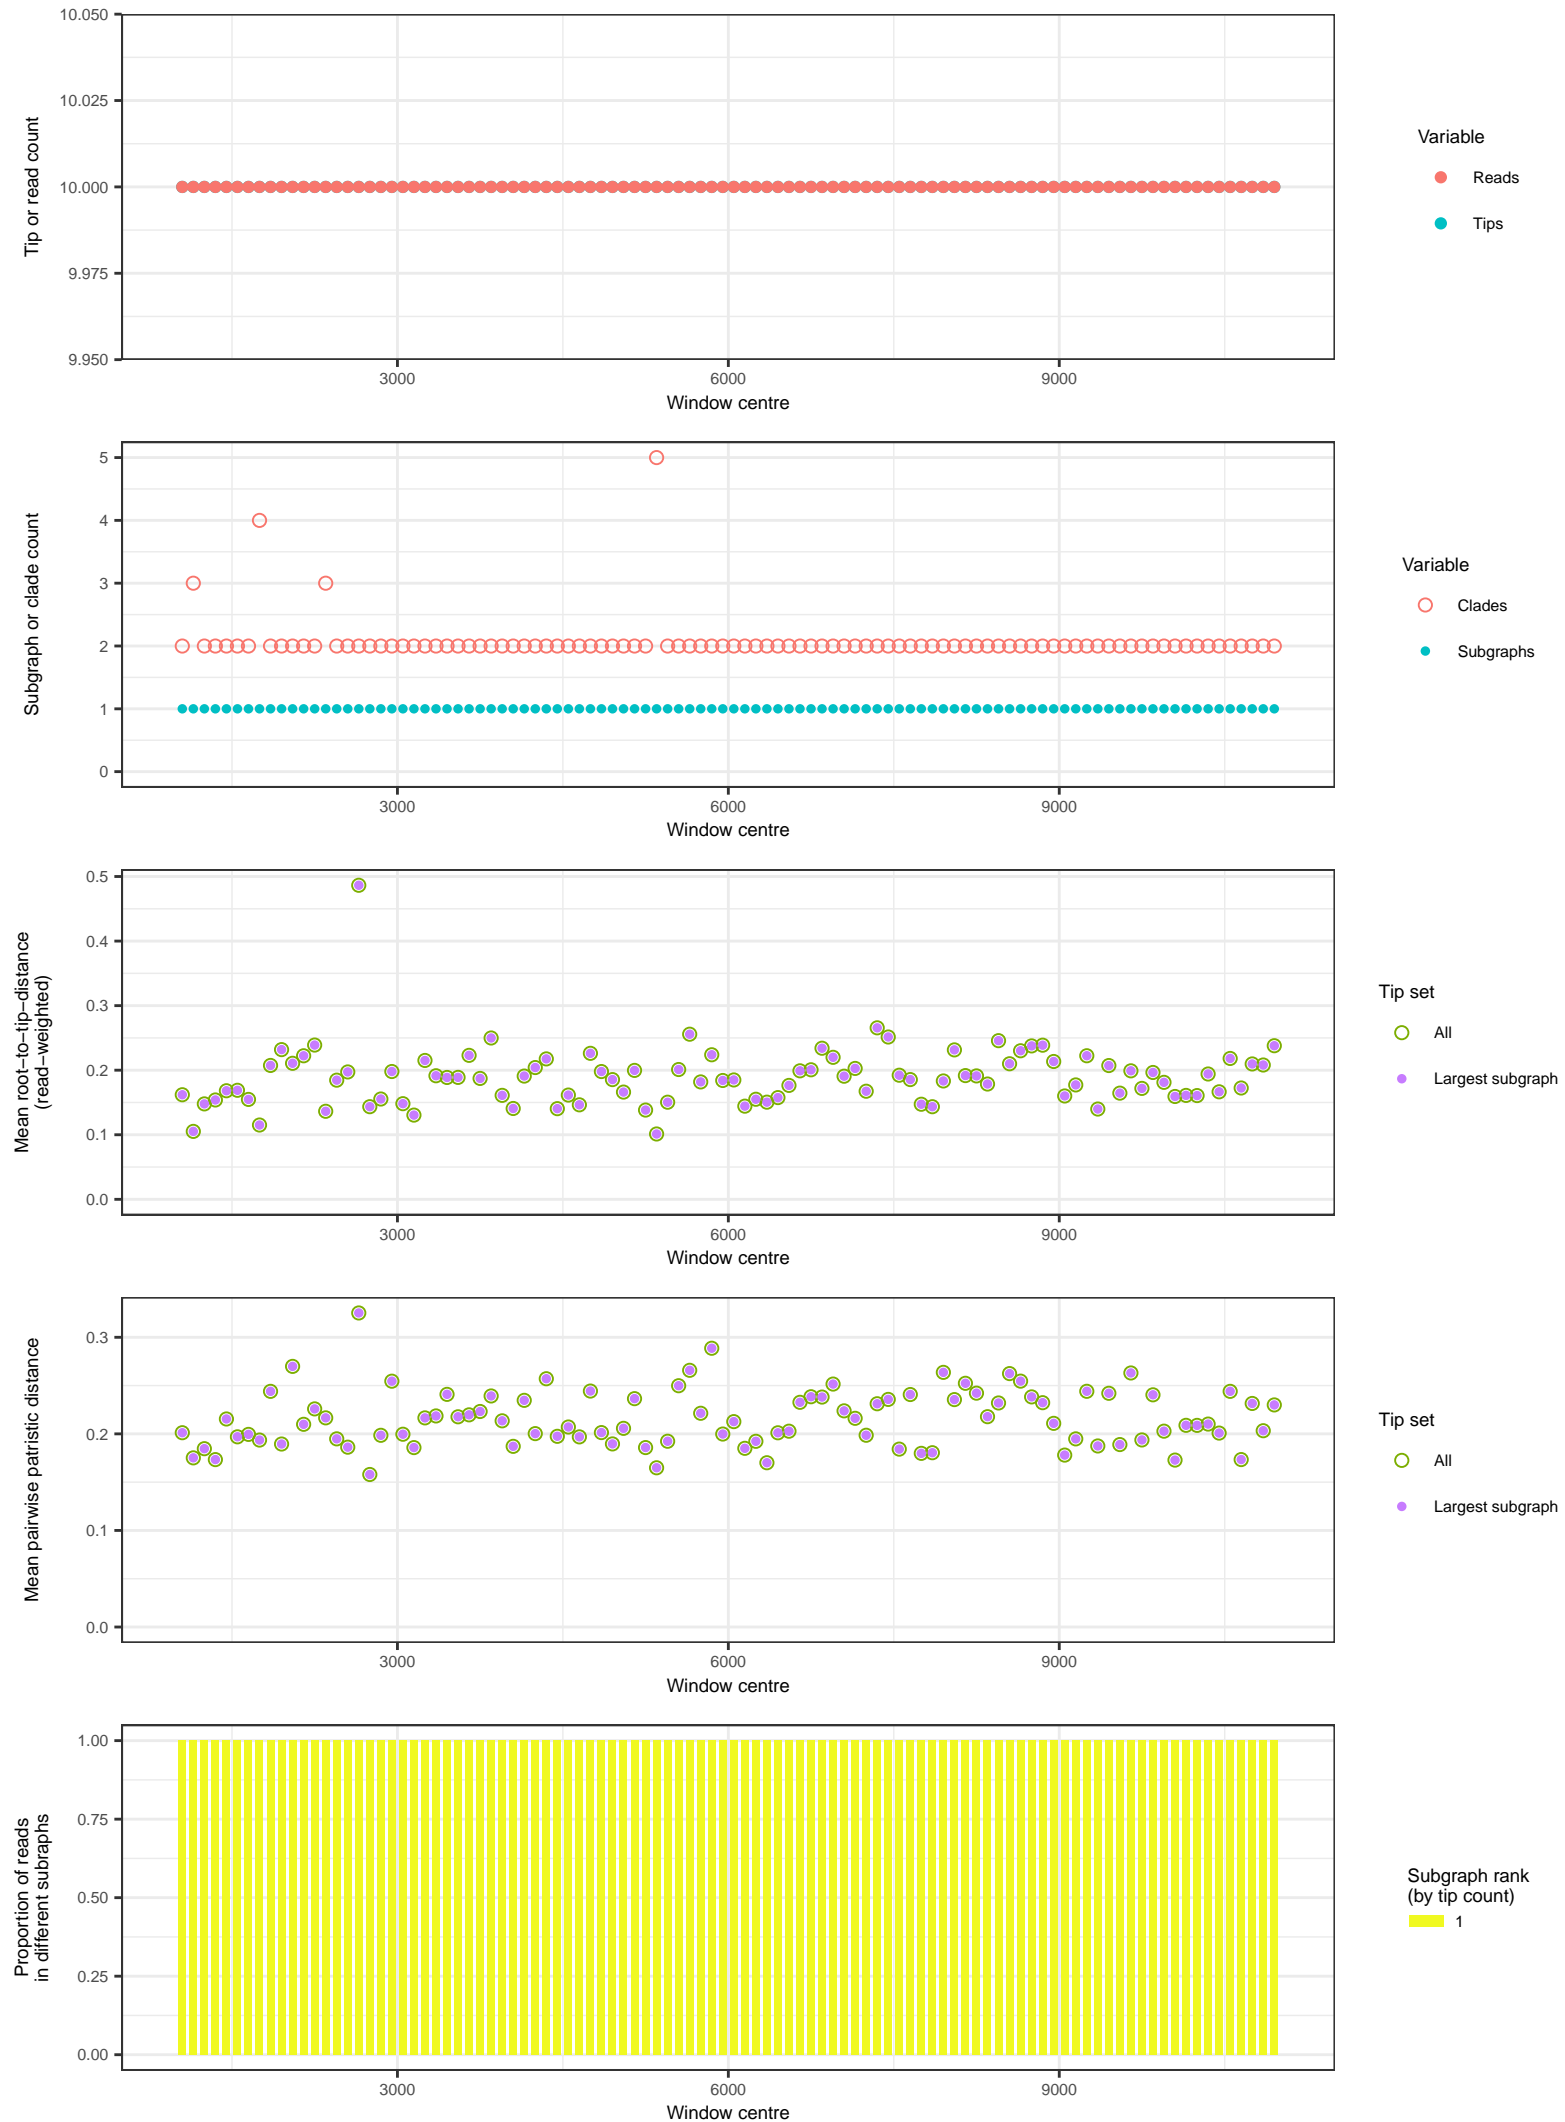 10.050
10.025
10.000
9.975
9.950
Tip or read count
3000
6000
9000
Window centre
Variable
Reads
Tips
5
4
3
2
1
0
Subgraph or clade count
3000
6000
9000
Window centre
Variable
Clades
Subgraphs
0.5
0.4
0.3
0.2
0.1
0.0
Mean root−to−tip−distance
(read−weighted)
3000
6000
9000
Window centre
Tip set
All
Largest subgraph
0.3
0.2
0.1
0.0
Mean pairwise patristic distance
3000
6000
9000
Window centre
Tip set
All
Largest subgraph
1.00
0.75
0.50
0.25
0.00
Proportion of reads
in different subraphs
3000
6000
9000
Window centre
Subgraph rank
(by tip count)
1